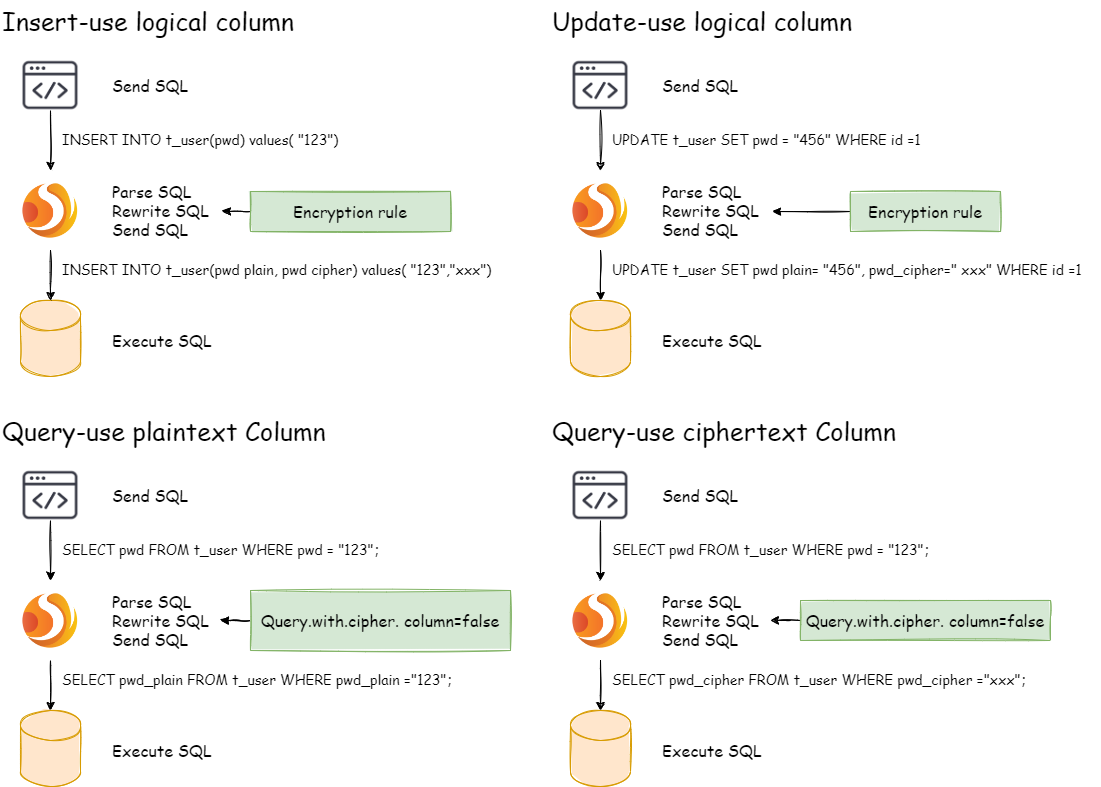 Insert-use logical column
Send SQL
INSERT INTO t_user(pwd) values( "123")
Parse SQL
Rewrite SQL
Send SQL
Encryption rule
INSERT INTO t_user(pwd plain, pwd cipher) values( "123","xxx")
Execute SQL
Update-use logical column
Send SQL
UPDATE t_user SET pwd = "456" WHERE id =1
Parse SQL
Rewrite SQL
Send SQL
Encryption rule
UPDATE t_user SET pwd plain= "456", pwd_cipher=" xxx" WHERE id =1
Execute SQL
Query-use plaintext Column
Send SQL
SELECT pwd FROM t_user WHERE pwd = "123";
Parse SQL
Rewrite SQL
Send SQL
Query.with.cipher. column=false
SELECT pwd_plain FROM t_user WHERE pwd_plain ="123";
Execute SQL
Query-use ciphertext Column
Send SQL
SELECT pwd FROM t_user WHERE pwd = "123";
Parse SQL
Rewrite SQL
Send SQL
Query.with.cipher. column=false
SELECT pwd_cipher FROM t_user WHERE pwd_cipher ="xxx";
Execute SQL